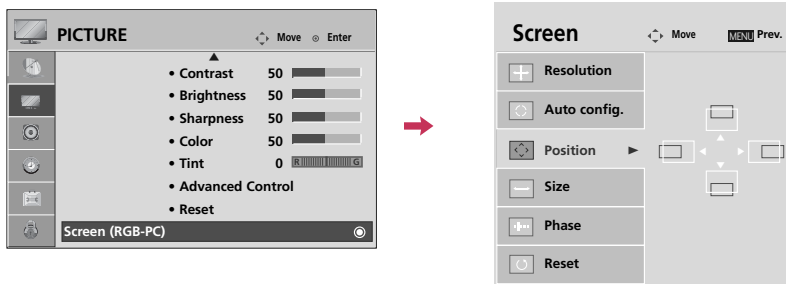 PICTURE
Move Enter
• Contrast 50
• Brightness 50
• Sharpness 50
• Color 50
• Tint 0 R G
• Advanced Control
• Reset
Screen (RGB-PC)
Screen
Move MENU Prev.
Resolution
Auto config.
Position
Size
Phase
Reset